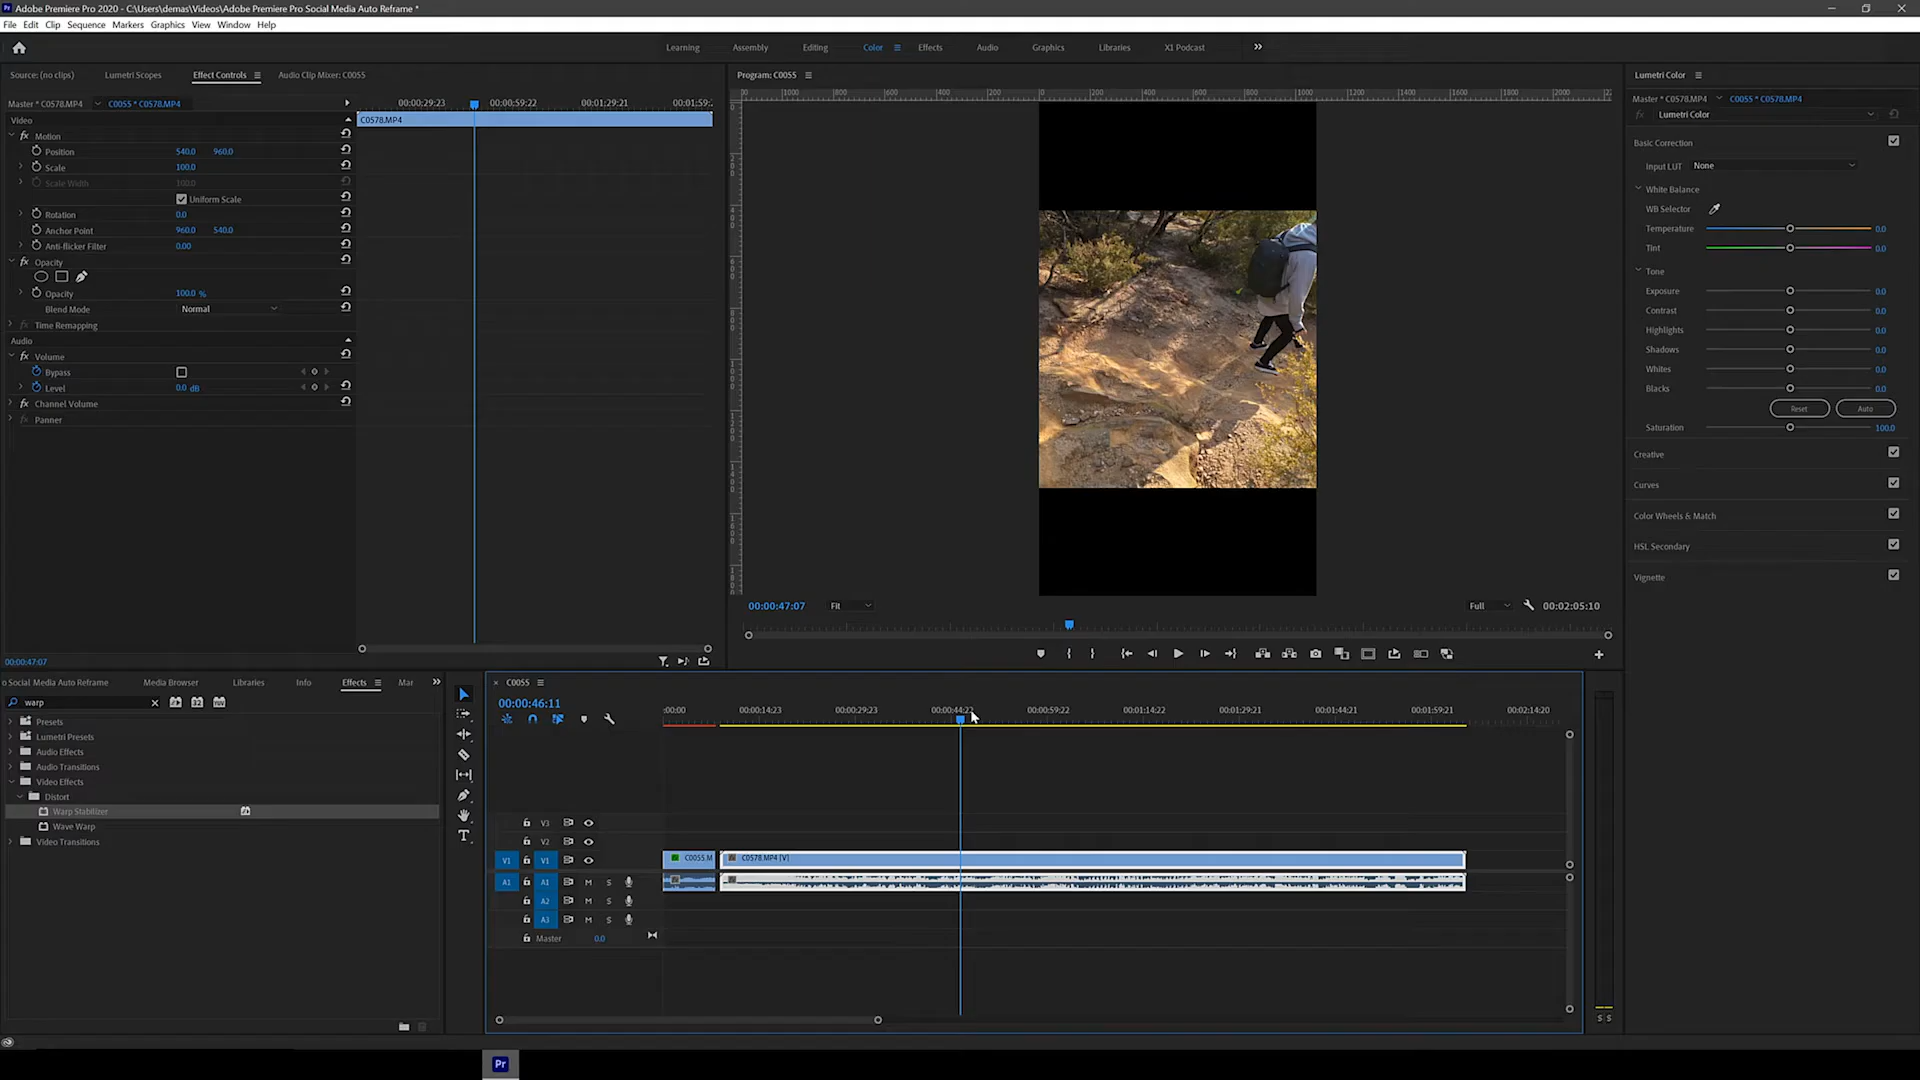 Adobe Premiere Pro 2020 - C:\Users\demas\Videos\Adobe Premiere Pro Social Media Auto Reframe *
File Edit Clip Sequence Markers Graphics View Window Help
Learning Assembly Editing Color Effects Audio Graphics Libraries X1 Podcast
Source: (no clips) Lumetri Scopes Effect Controls Audio Clip Mixer: C0055
Master * C0578.MP4 C0055 * C0578.MP4
00:00:29:23 00:00:59:22 00:01:29:21 00:01:59:
Video
C0578.MP4
Motion
Position 540.0 960.0
Scale 100.0
Scale Width 100.0
Uniform Scale
Rotation 0.0
Anchor Point 960.0 540.0
Anti-flicker Filter 0.00
Opacity
Opacity 100.0 %
Blend Mode Normal
Time Remapping
Audio
Volume
Bypass
Level 0.0 dB
Channel Volume
Panner
00:00:47:07
Program: C0055
00:00:47:07 Fit Full 00:02:05:10
Lumetri Color
Master * C0578.MP4 C0055 * C0578.MP4
fx Lumetri Color
Basic Correction
Input LUT None
White Balance
WB Selector
Temperature 0.0
Tint 0.0
Tone
Exposure 0.0
Contrast 0.0
Highlights 0.0
Shadows 0.0
Whites 0.0
Blacks 0.0
Reset Auto
Saturation 100.0
Creative
Curves
Color Wheels & Match
HSL Secondary
Vignette
o Social Media Auto Reframe Media Browser Libraries Info Effects Mar
warp
Presets
Lumetri Presets
Audio Effects
Audio Transitions
Video Effects
Distort
Warp Stabilizer
Wave Warp
Video Transitions
C0055
00:00:46:11
:00:00 00:00:14:23 00:00:29:23 00:00:44:22 00:00:59:22 00:01:14:22 00:01:29:21 00:01:44:21 00:01:59:21 00:02:14:20
V3
V2
V1 V1 C0055.M C0578.MP4 [V]
A1 A1 M S
A2 M S
A3 M S
Master 0.0
S S
Pr